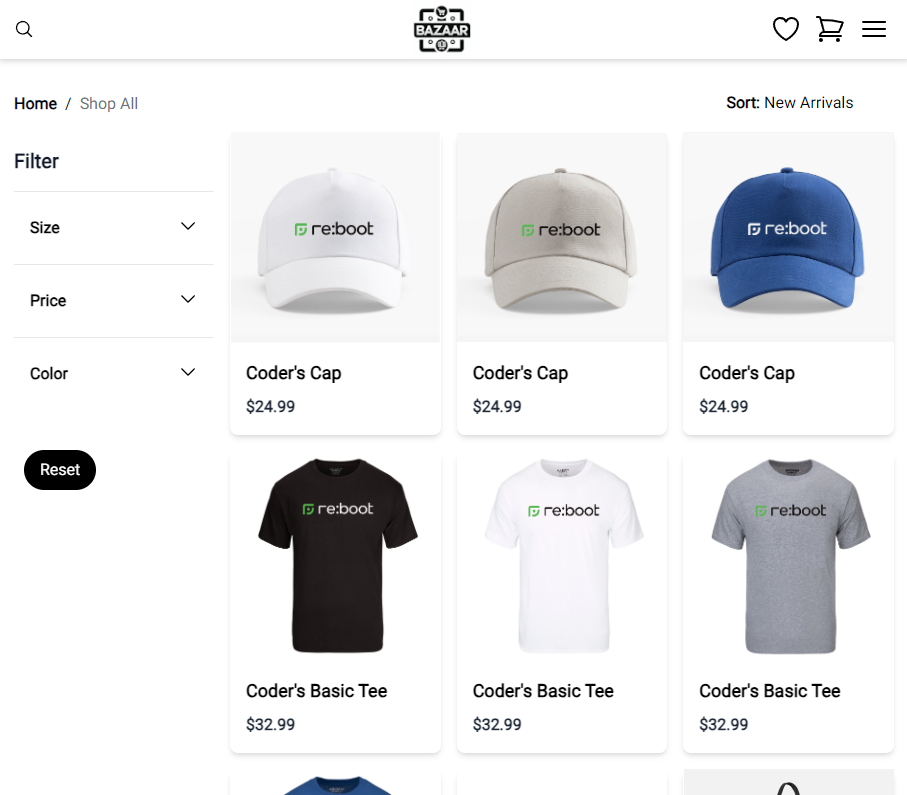 BAZAAR
Home / Shop All
Sort: New Arrivals
Filter
Size
Price
Color
Reset
re:boot
re:boot
re:boot
Coder's Cap
$24.99
Coder's Cap
$24.99
Coder's Cap
$24.99
re:boot
re:boot
re:boot
Coder's Basic Tee
$32.99
Coder's Basic Tee
$32.99
Coder's Basic Tee
$32.99